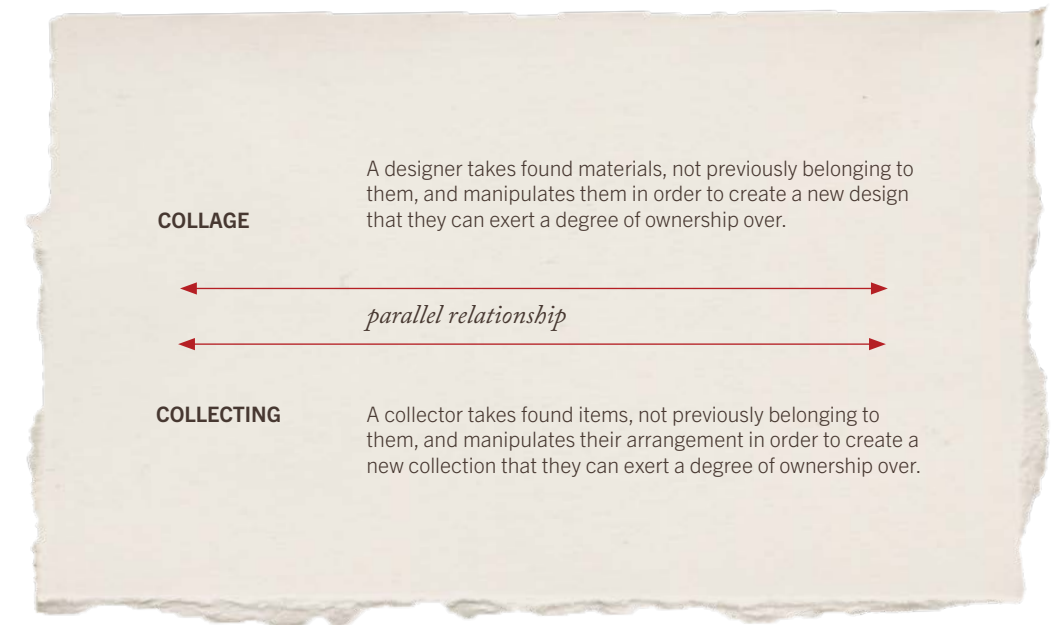 A designer takes found materials, not previously belonging to
them, and manipulates them in order to create a new design
COLLAGE
that they can exert a degree of ownership over.
parallel relationship
COLLECTING
A collector takes found items, not previously belonging to
them, and manipulates their arrangement in order to create a
new collection that they can exert a degree of ownership over.